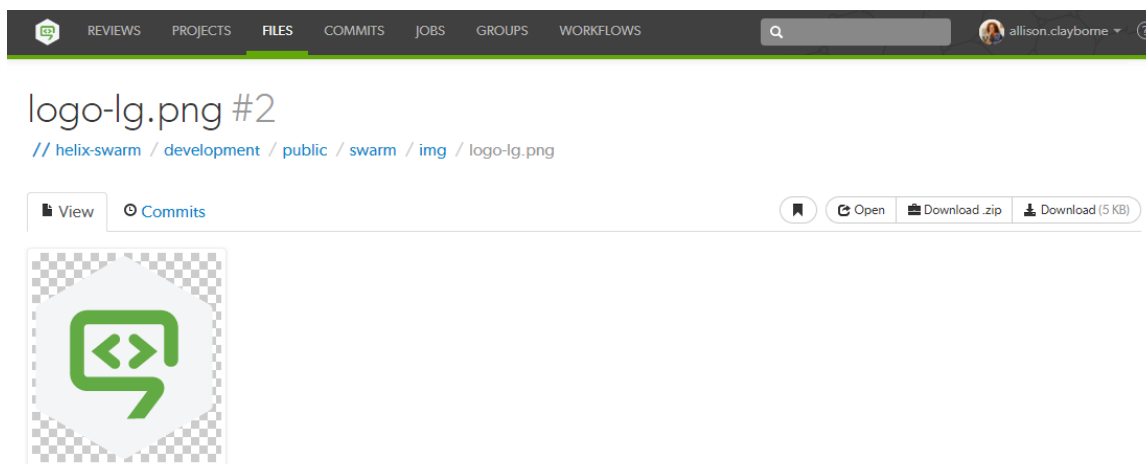 REVIEWS PROJECTS FILES COMMITS JOBS GROUPS WORKFLOWS allison.clayborne
logo-lg.png #2
// helix-swarm / development / public / swarm / img / logo-lg.png
View Commits Open Download .zip Download (5 KB)